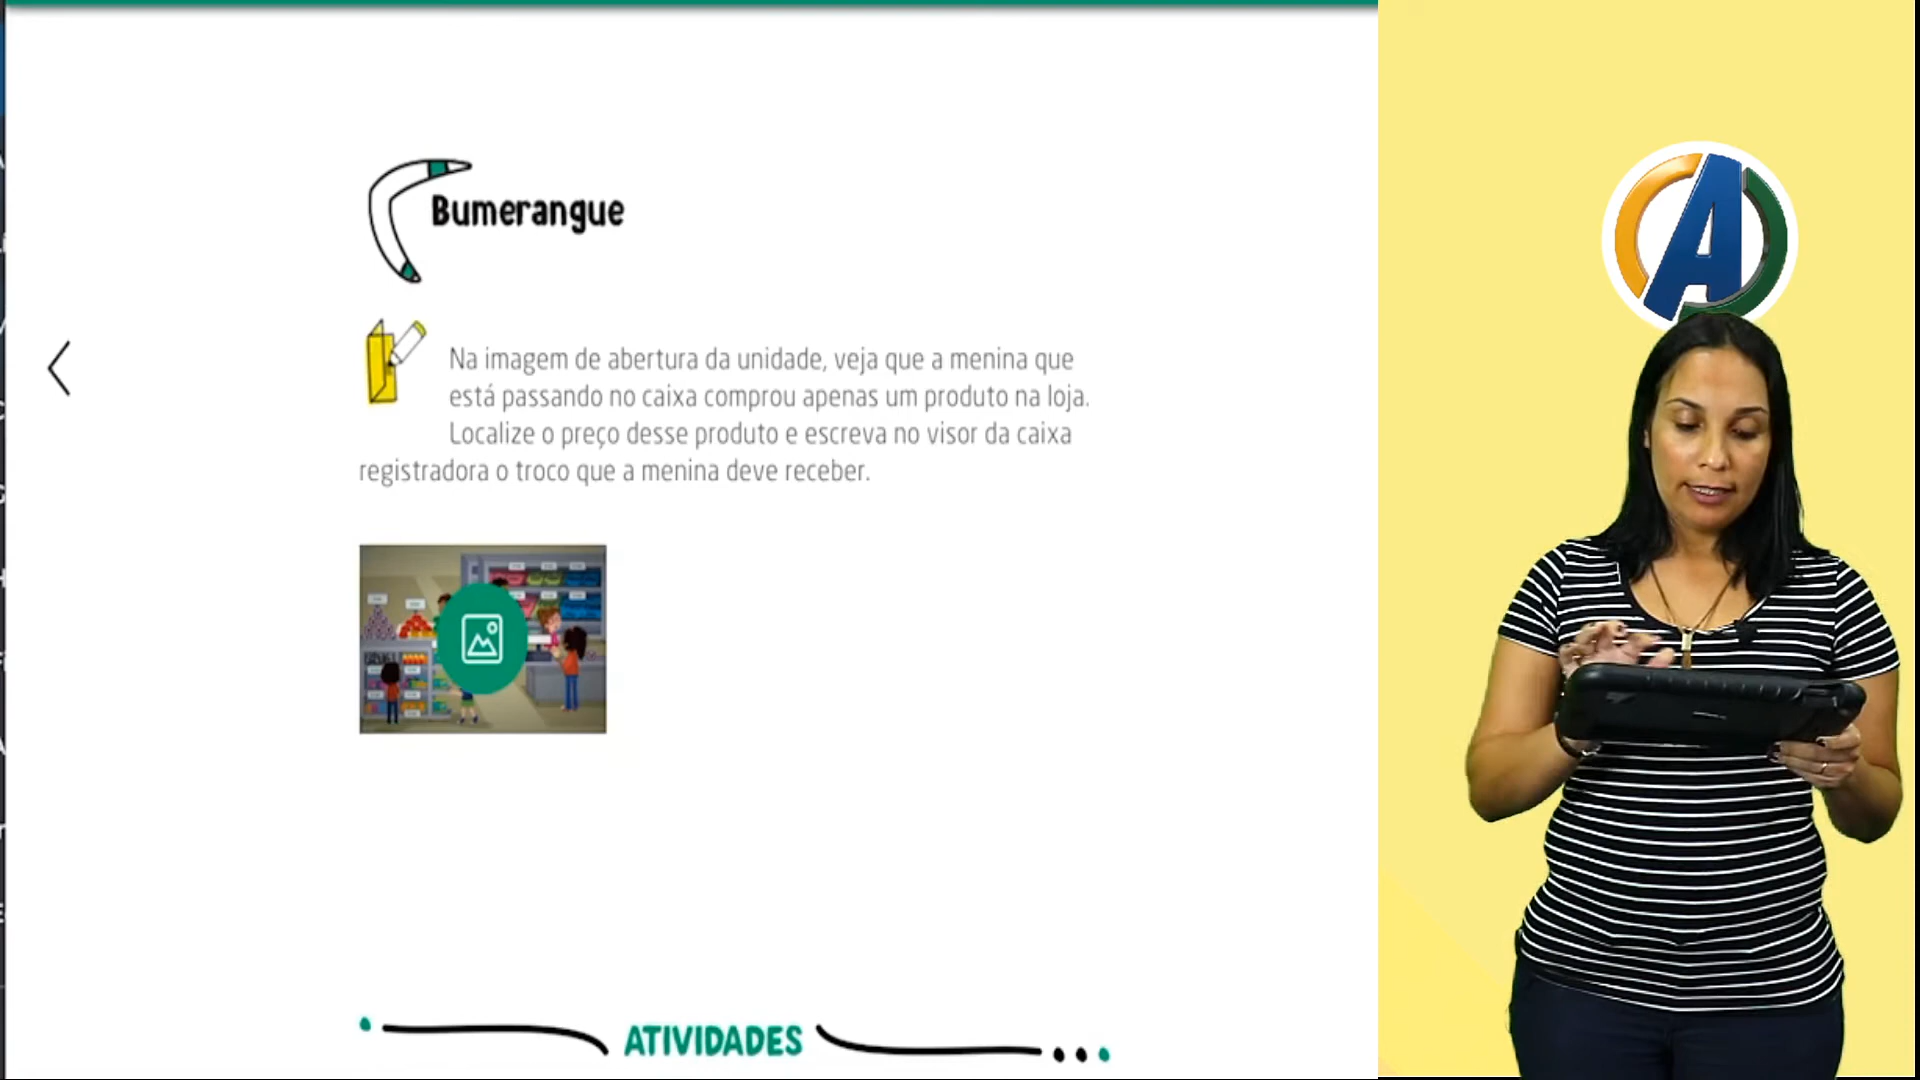 Bumerangue
Na imagem de abertura da unidade, veja que a menina que
está passando no caixa comprou apenas um produto na loja.
Localize o preço desse produto e escreva no visor da caixa
registradora o troco que a menina deve receber.
ATIVIDADES
A